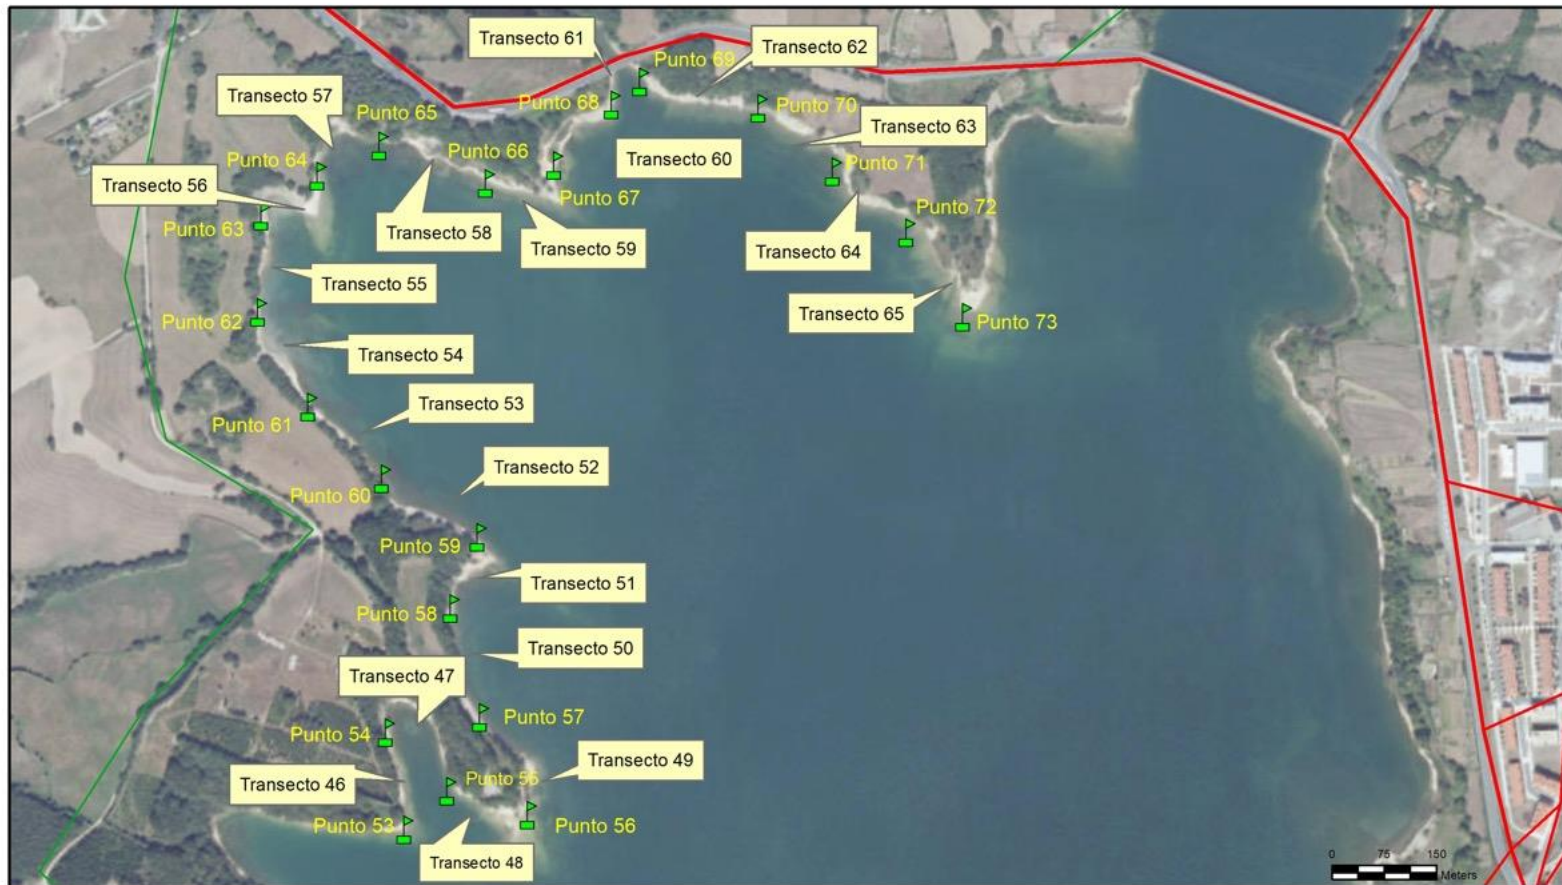 Transecto 61
Transecto 62
Punto 69
Transecto 57
Punto 68
Punto 70
Punto 65
Transecto 63
Punto 66
Transecto 60
Punto 64
Punto 71
Transecto 56
Punto 67
Punto 63
Transecto 58
Punto 72
Transecto 59
Transecto 64
Transecto 55
Transecto 65
Punto 62
Punto 73
Transecto 54
Transecto 53
Punto 61
Transecto 52
Punto 60
Punto 59
Transecto 51
Punto 58
Transecto 50
Transecto 47
Punto 57
Punto 54
Transecto 49
Punto 55
Transecto 46
Punto 53
Punto 56
Transecto 48
0 75 150
Meters